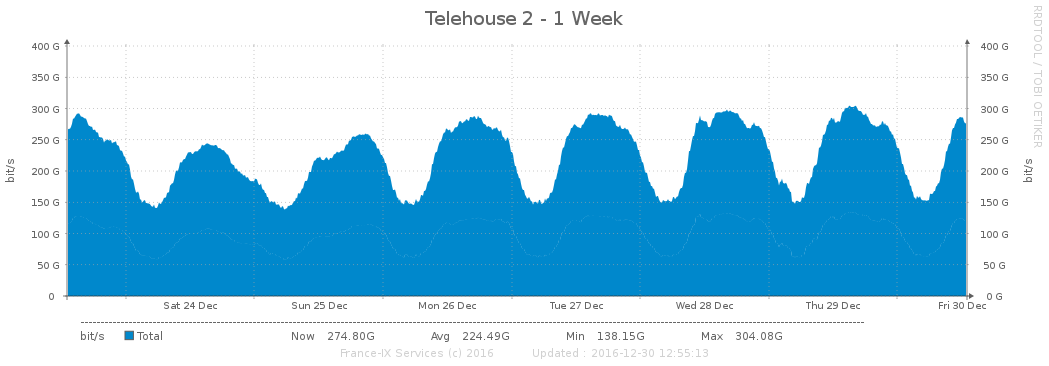 Telehouse 2 - 1 Week
RRDTOOL / TOBI OETIKER
400 G 400 G
350 G 350 G
300 G 300 G
250 G 250 G
200 G 200 G
150 G 150 G
100 G 100 G
50 G 50 G
0 0 G
bit/s bit/s
Sat 24 Dec Sun 25 Dec Mon 26 Dec Tue 27 Dec Wed 28 Dec Thu 29 Dec Fri 30 Dec
bit/s Total Now 274.80G Avg 224.49G Min 138.15G Max 304.08G
France-IX Services (c) 2016 Updated : 2016-12-30 12:55:13